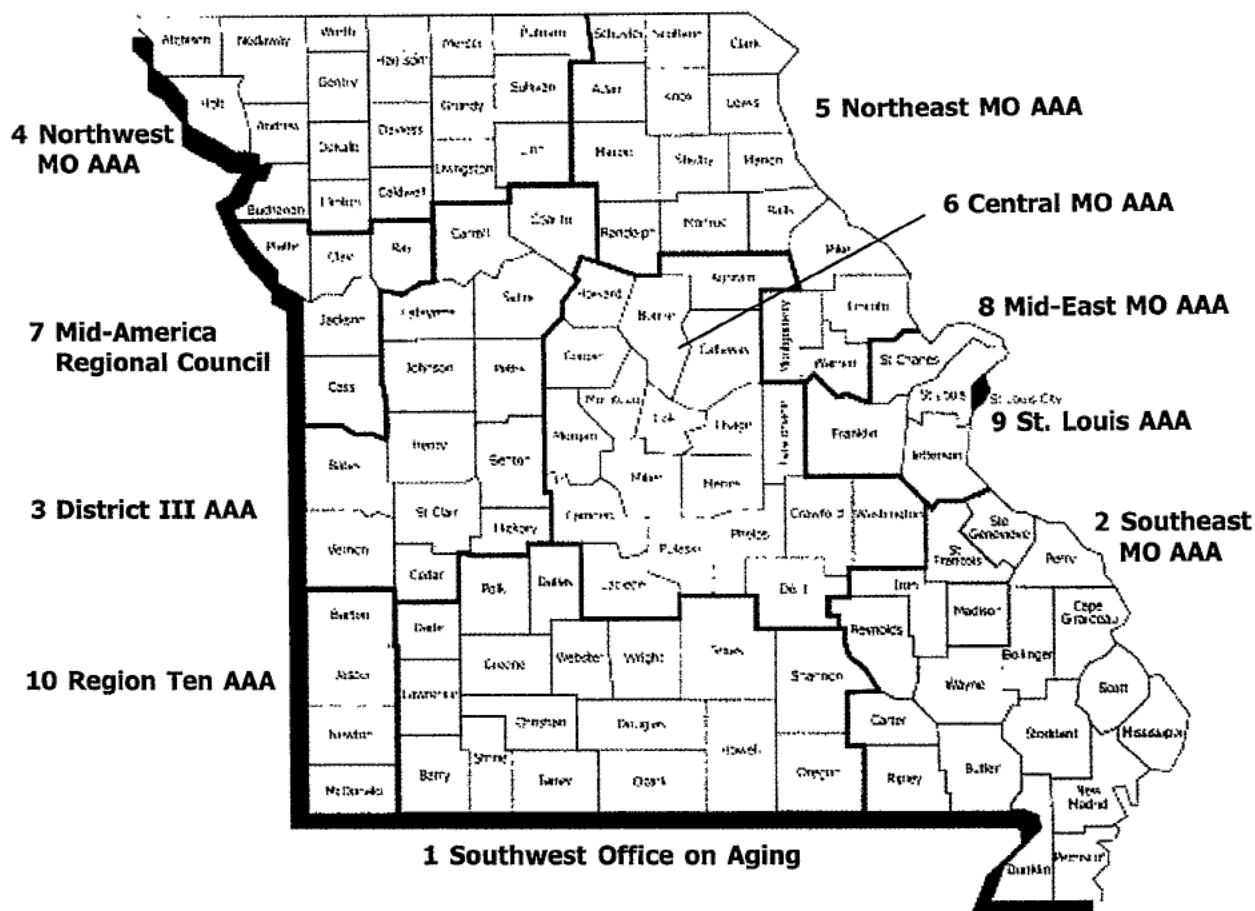 Atchison
Nodaway
Worth
Harrison
Mercer
Putnam
Schuyler
Scotland
Clark
Gentry
Sullivan
Adair
Knox
Lewis
Holt
Grundy
5 Northeast MO AAA
Andrew
Daviess
4 Northwest
MO AAA
Dekalb
Linn
Macon
Shelby
Marion
Livingston
Caldwell
Clinton
Buchanan
6 Central MO AAA
Carroll
Randolph
Monroe
Ralls
Platte
Clay
Ray
Pike
Howard
Saline
Boone
Lincoln
8 Mid-East MO AAA
Jackson
Lafayette
Montgomery
7 Mid-America
Regional Council
Callaway
Cooper
Johnson
Pettis
Warren
St Charles
Cass
St Louis
St Louis City
Cole
Osage
9 St. Louis AAA
Morgan
Franklin
Henry
Benton
Jefferson
Bates
Miller
Maries
3 District III AAA
St Clair
Crawford
Washington
Hickory
Camden
Phelps
2 Southeast
MO AAA
Ste
Genevieve
Vernon
Pulaski
St
Francois
Perry
Cedar
Polk
Dallas
Laclede
Dent
Iron
Madison
Cape
Girardeau
Barton
Dade
Reynolds
Bollinger
Greene
Webster
Wright
Texas
Shannon
10 Region Ten AAA
Jasper
Wayne
Scott
Lawrence
Christian
Douglas
Carter
Stoddard
Mississippi
Newton
Howell
Barry
Stone
Taney
Ozark
Oregon
Ripley
Butler
McDonald
New
Madrid
1 Southwest Office on Aging
Dunklin
Pemiscot